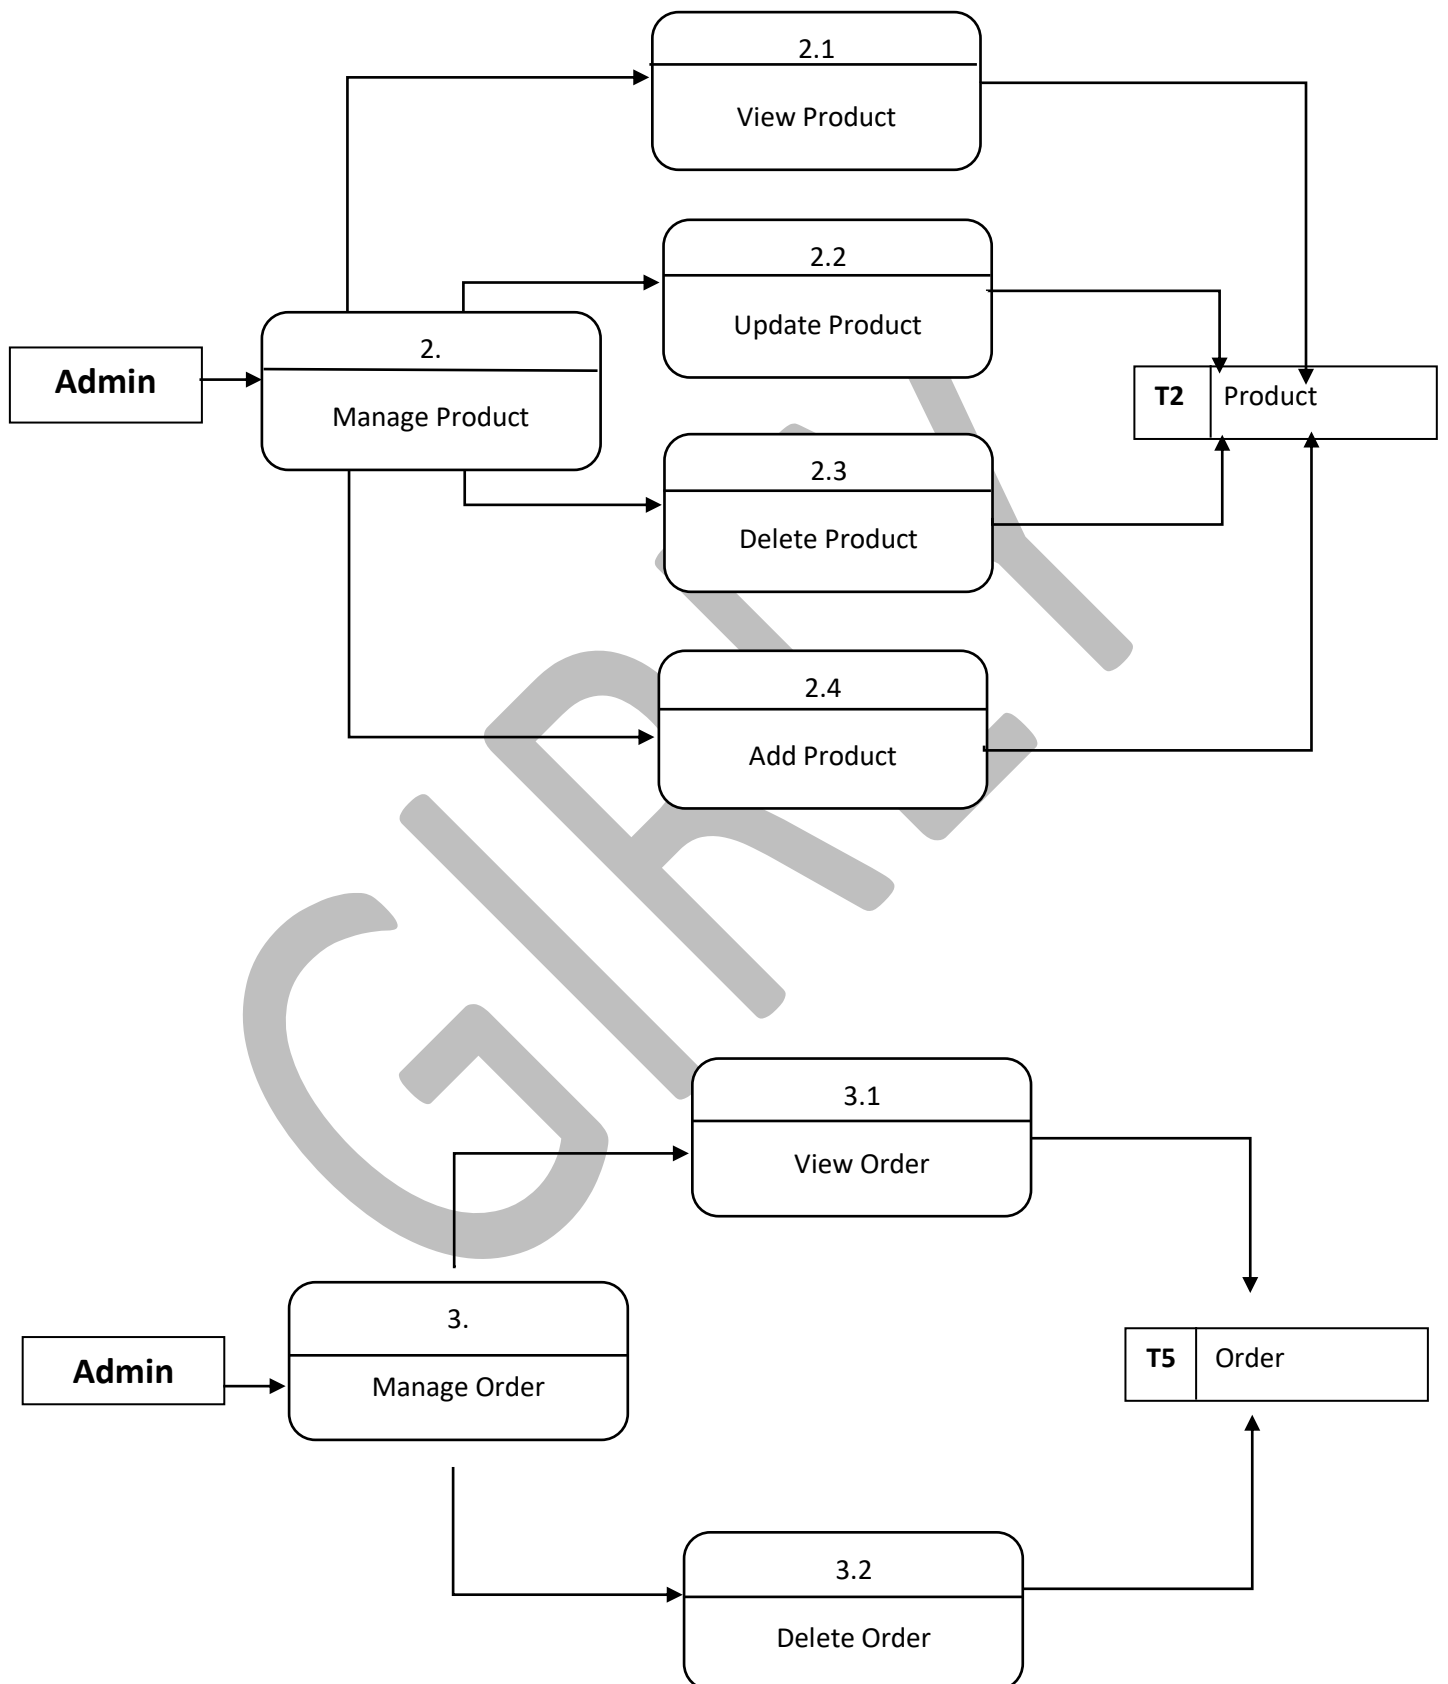 2.1
View Product
2.2
Update Product
2.
Admin
Manage Product
T2 Product
2.3
Delete Product
2.4
Add Product
3.1
View Order
3.
Admin
Manage Order
T5 Order
3.2
Delete Order